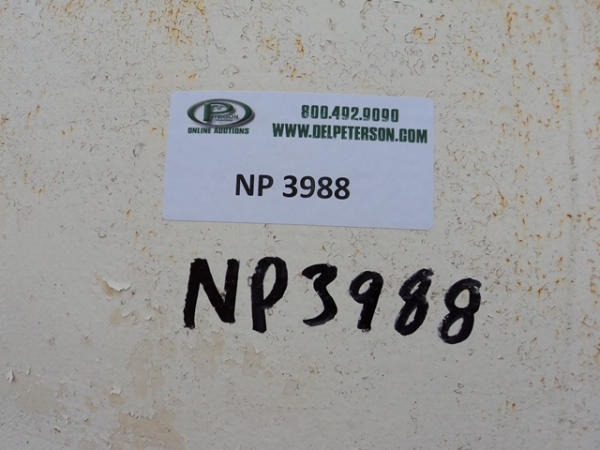 PETERSON
ONLINE AUCTIONS
800.492.9090
WWW.DELPETERSON.COM
NP 3988
NP3988